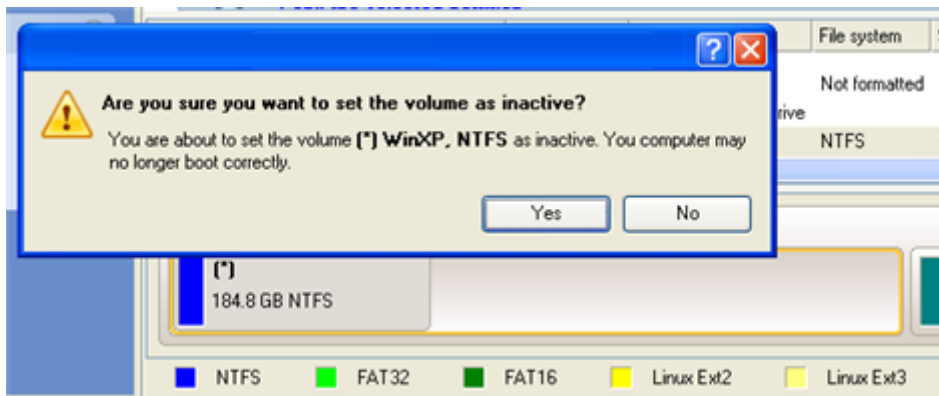 File system
Not formatted
rive
NTFS
Are you sure you want to set the volume as inactive?
You are about to set the volume (*) WinXP, NTFS as inactive. You computer may
no longer boot correctly.
Yes No
(*)
184.8 GB NTFS
NTFS FAT32 FAT16 Linux Ext2 Linux Ext3